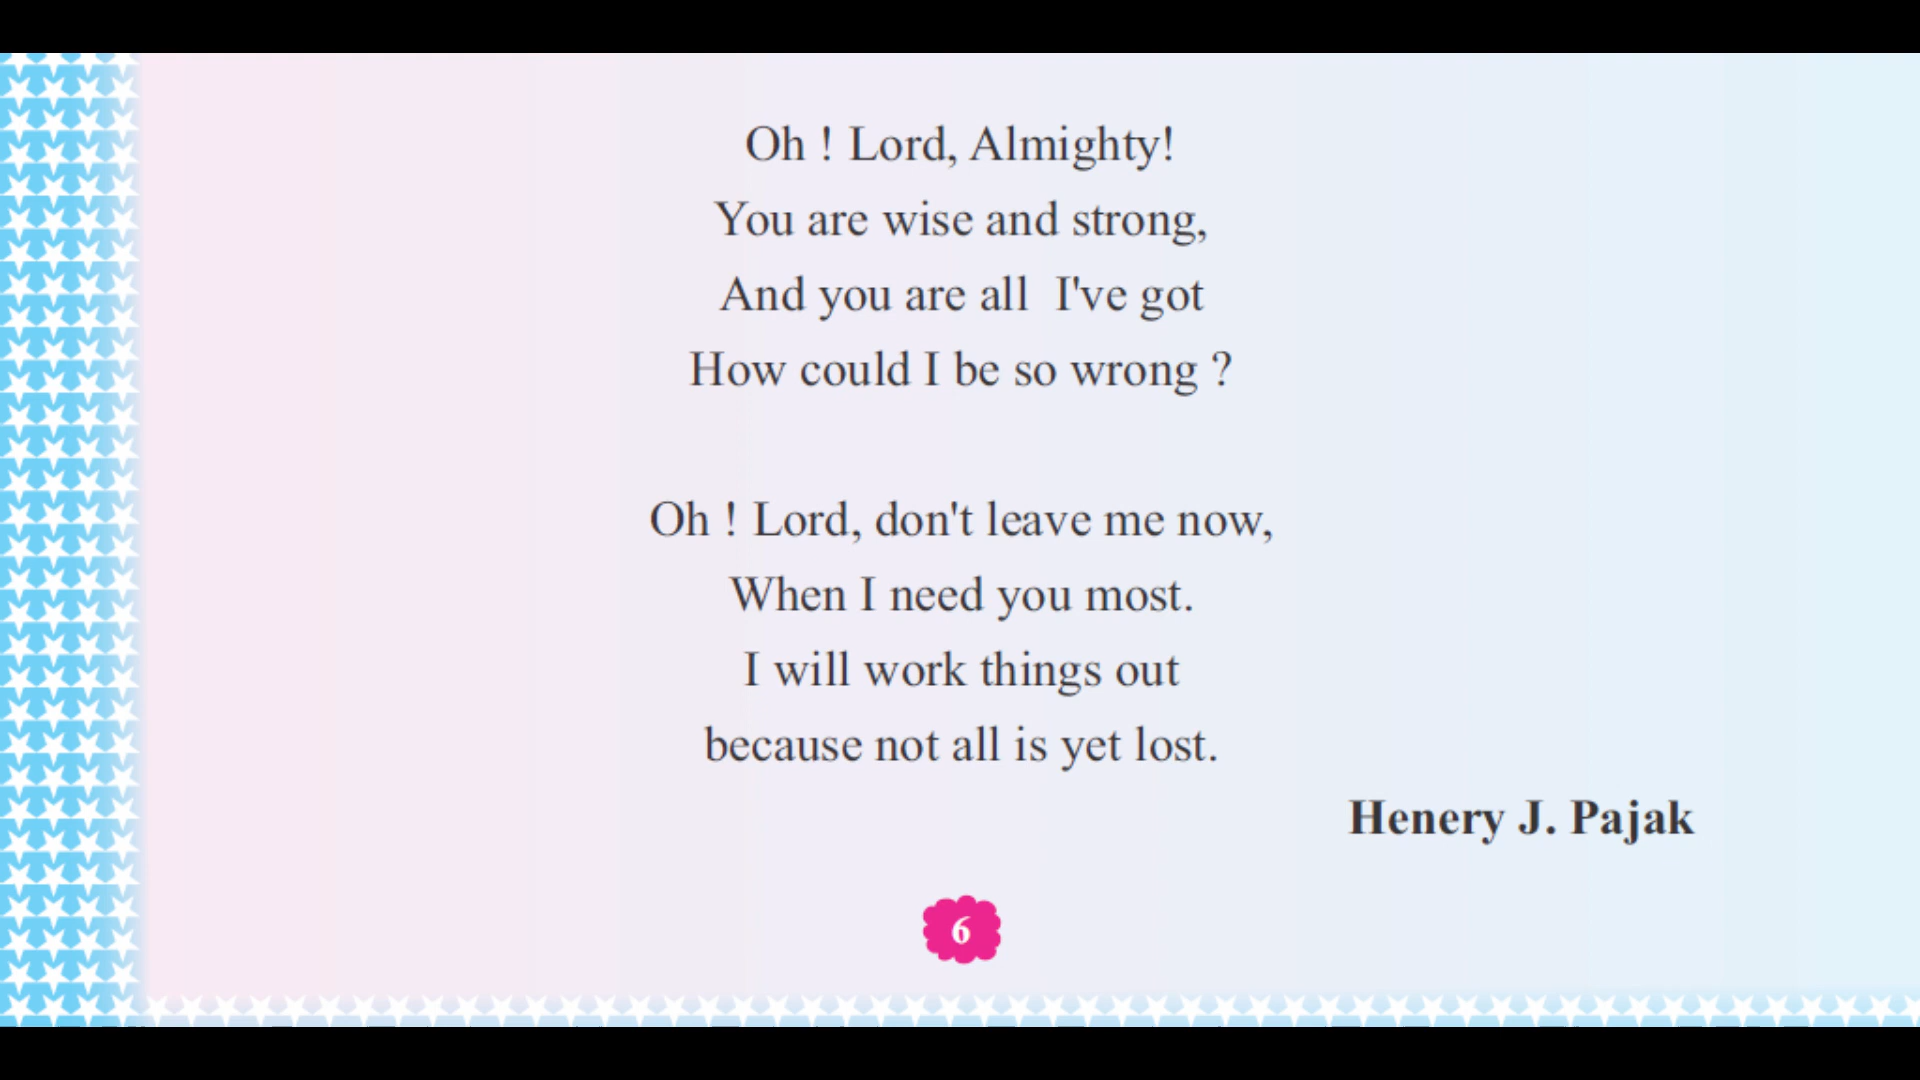 Oh ! Lord, Almighty!
You are wise and strong,
And you are all  I've got
How could I be so wrong ?
Oh ! Lord, don't leave me now,
When I need you most.
I will work things out
because not all is yet lost.
Henery J. Pajak
6